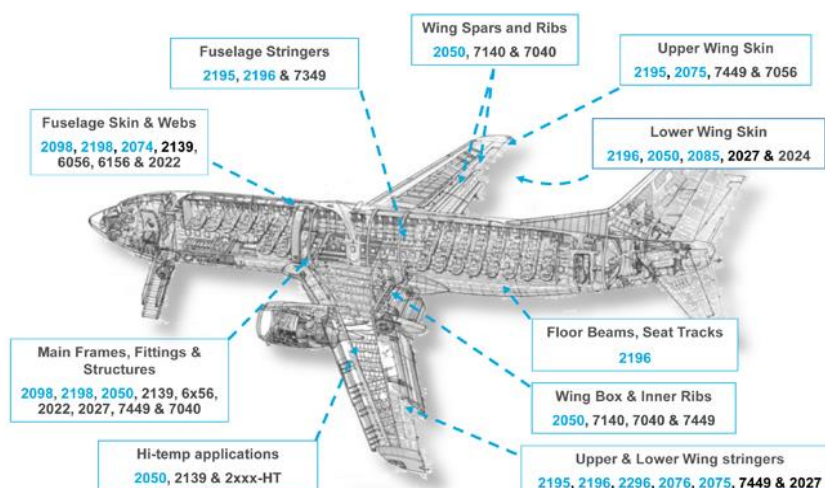 Wing Spars and Ribs
2050, 7140 & 7040
Fuselage Stringers
2195, 2196 & 7349
Upper Wing Skin
2195, 2075, 7449 & 7056
Fuselage Skin & Webs
2098, 2198, 2074, 2139,
6056, 6156 & 2022
Lower Wing Skin
2196, 2050, 2085, 2027 & 2024
Floor Beams, Seat Tracks
2196
Main Frames, Fittings &
Structures
2098, 2198, 2050, 2139, 6x56,
2022, 2027, 7449 & 7040
Wing Box & Inner Ribs
2050, 7140, 7040 & 7449
Hi-temp applications
2050, 2139 & 2xxx-HT
Upper & Lower Wing stringers
2195, 2196, 2296, 2076, 2075, 7449 & 2027